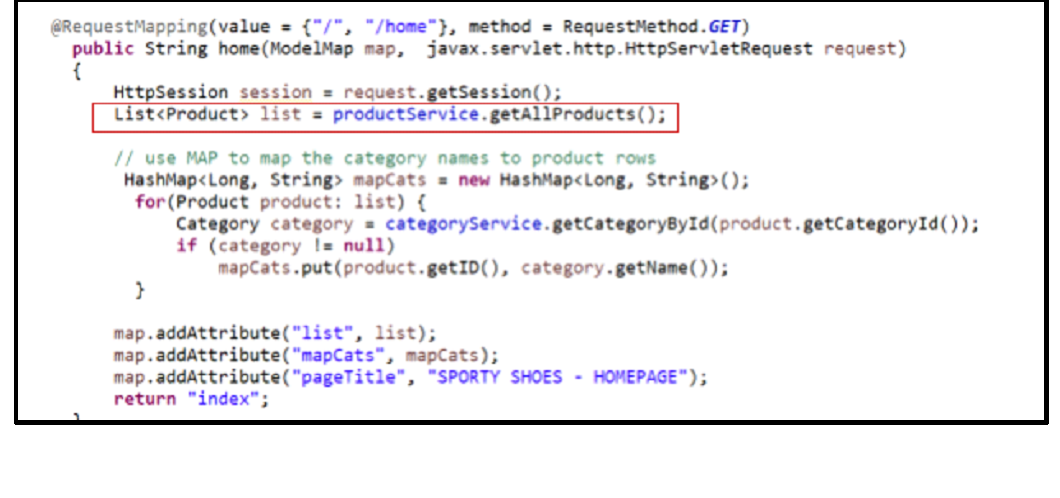 @RequestMapping(value = {"/", "/home"}, method = RequestMethod.GET)
public String home(ModelMap map,  javax.servlet.http.HttpServletRequest request)
{
HttpSession session = request.getSession();
List<Product> list = productService.getAllProducts();
// use MAP to map the category names to product rows
HashMap<Long, String> mapCats = new HashMap<Long, String>();
for(Product product: list) {
Category category = categoryService.getCategoryById(product.getCategoryId());
if (category != null)
mapCats.put(product.getID(), category.getName());
}
map.addAttribute("list", list);
map.addAttribute("mapCats", mapCats);
map.addAttribute("pageTitle", "SPORTY SHOES - HOMEPAGE");
return "index";